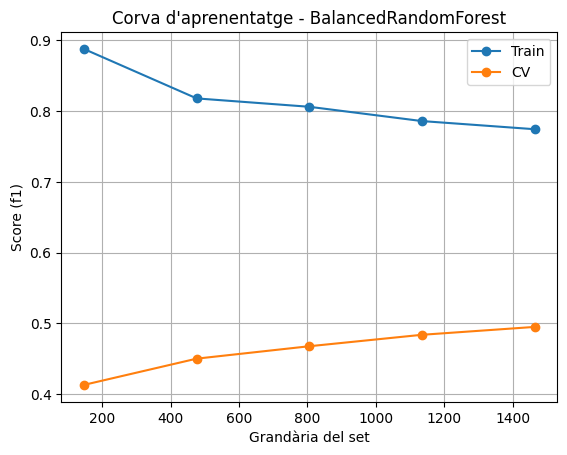 Corva d'aprenentatge - BalancedRandomForest
Train
CV
Score (f1)
0.9
0.8
0.7
0.6
0.5
0.4
200 400 600 800 1000 1200 1400
Grandària del set